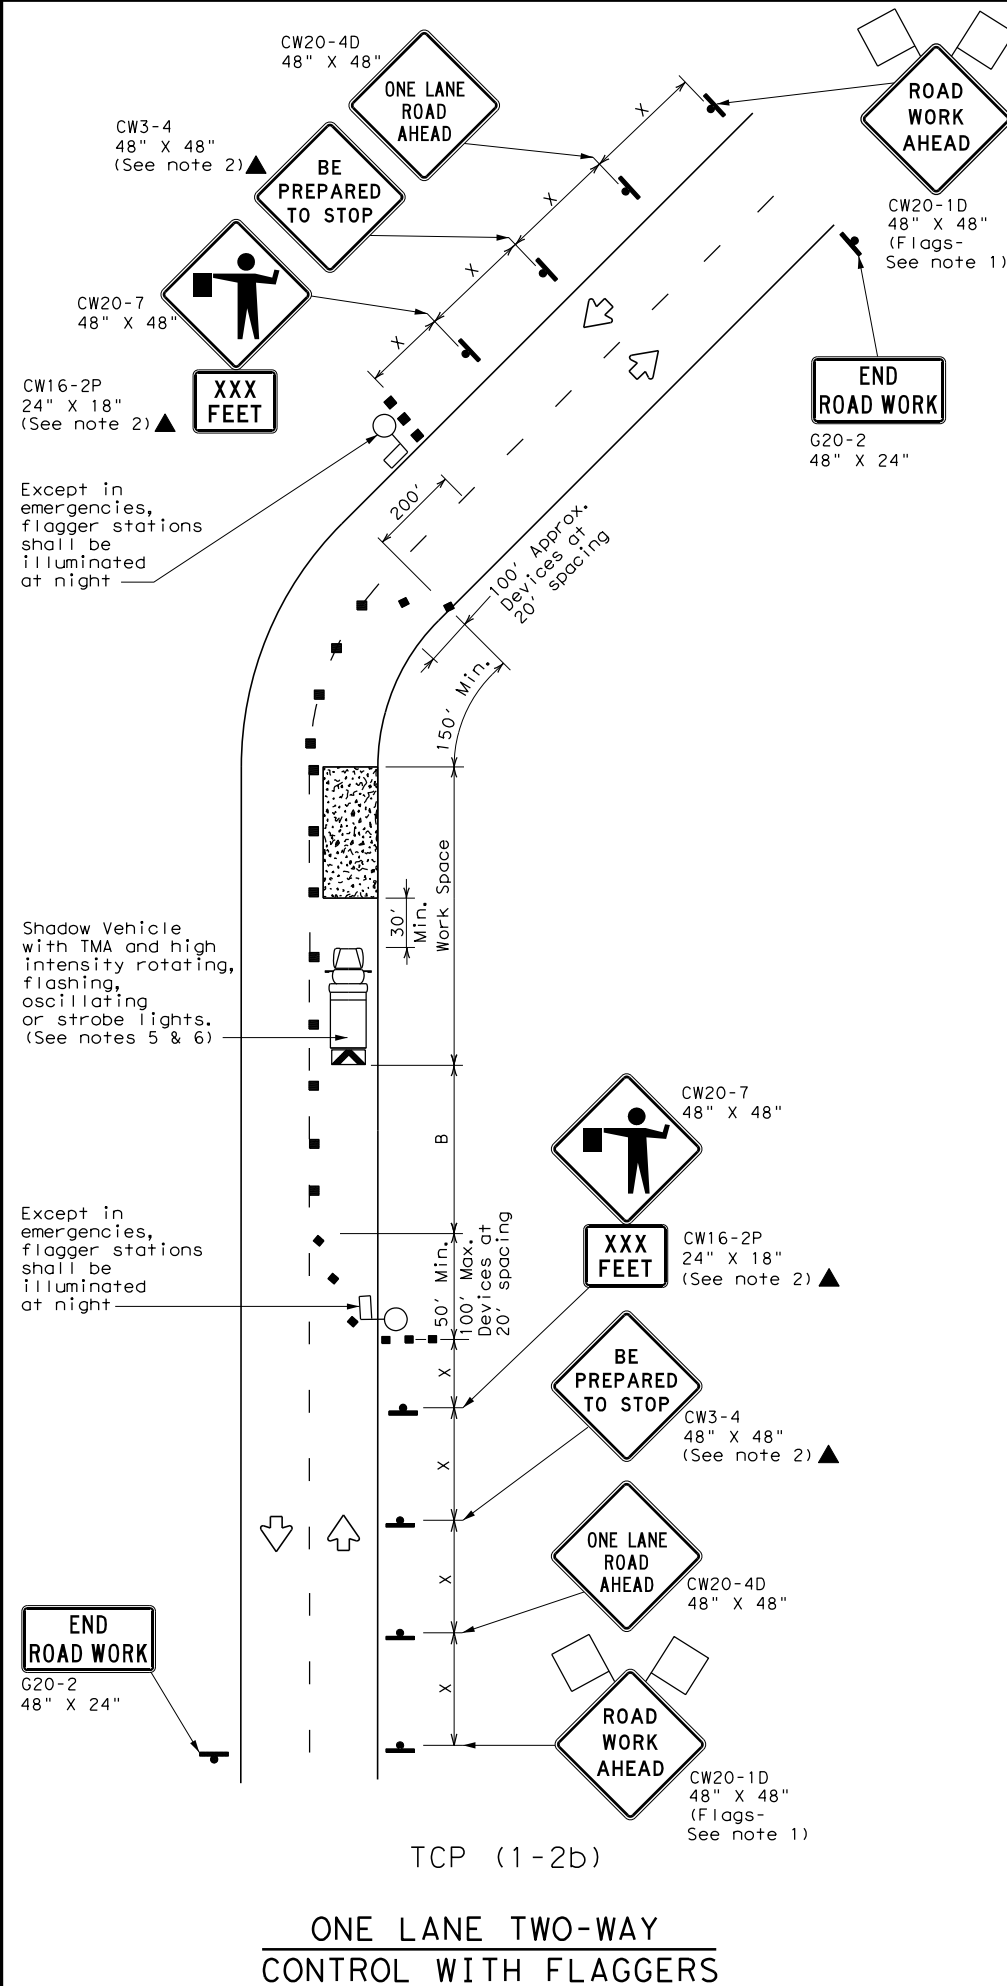 CW20-4D
48" X 48"
ONE LANE
ROAD
AHEAD
ROAD
WORK
AHEAD
CW20-1D
48" X 48"
(Flags-
See note 1)
CW3-4
48" X 48"
(See note 2)
BE
PREPARED
TO STOP
X
X
X
X
CW20-7
48" X 48"
CW16-2P
24" X 18"
(See note 2)
XXX
FEET
END
ROAD WORK
G20-2
48" X 24"
Except in
emergencies,
flagger stations
shall be
illuminated
at night
200'
100' Approx.
Devices at
20' spacing
150' Min.
Work Space
30'
Min.
Shadow Vehicle
with TMA and high
intensity rotating,
flashing,
oscillating
or strobe lights.
(See notes 5 & 6)
B
CW20-7
48" X 48"
XXX
FEET
CW16-2P
24" X 18"
(See note 2)
Except in
emergencies,
flagger stations
shall be
illuminated
at night
50' Min.
100' Max.
Devices at
20' spacing
X
X
X
X
BE
PREPARED
TO STOP
CW3-4
48" X 48"
(See note 2)
ONE LANE
ROAD
AHEAD
CW20-4D
48" X 48"
END
ROAD WORK
G20-2
48" X 24"
ROAD
WORK
AHEAD
CW20-1D
48" X 48"
(Flags-
See note 1)
TCP (1-2b)
ONE LANE TWO-WAY
CONTROL WITH FLAGGERS